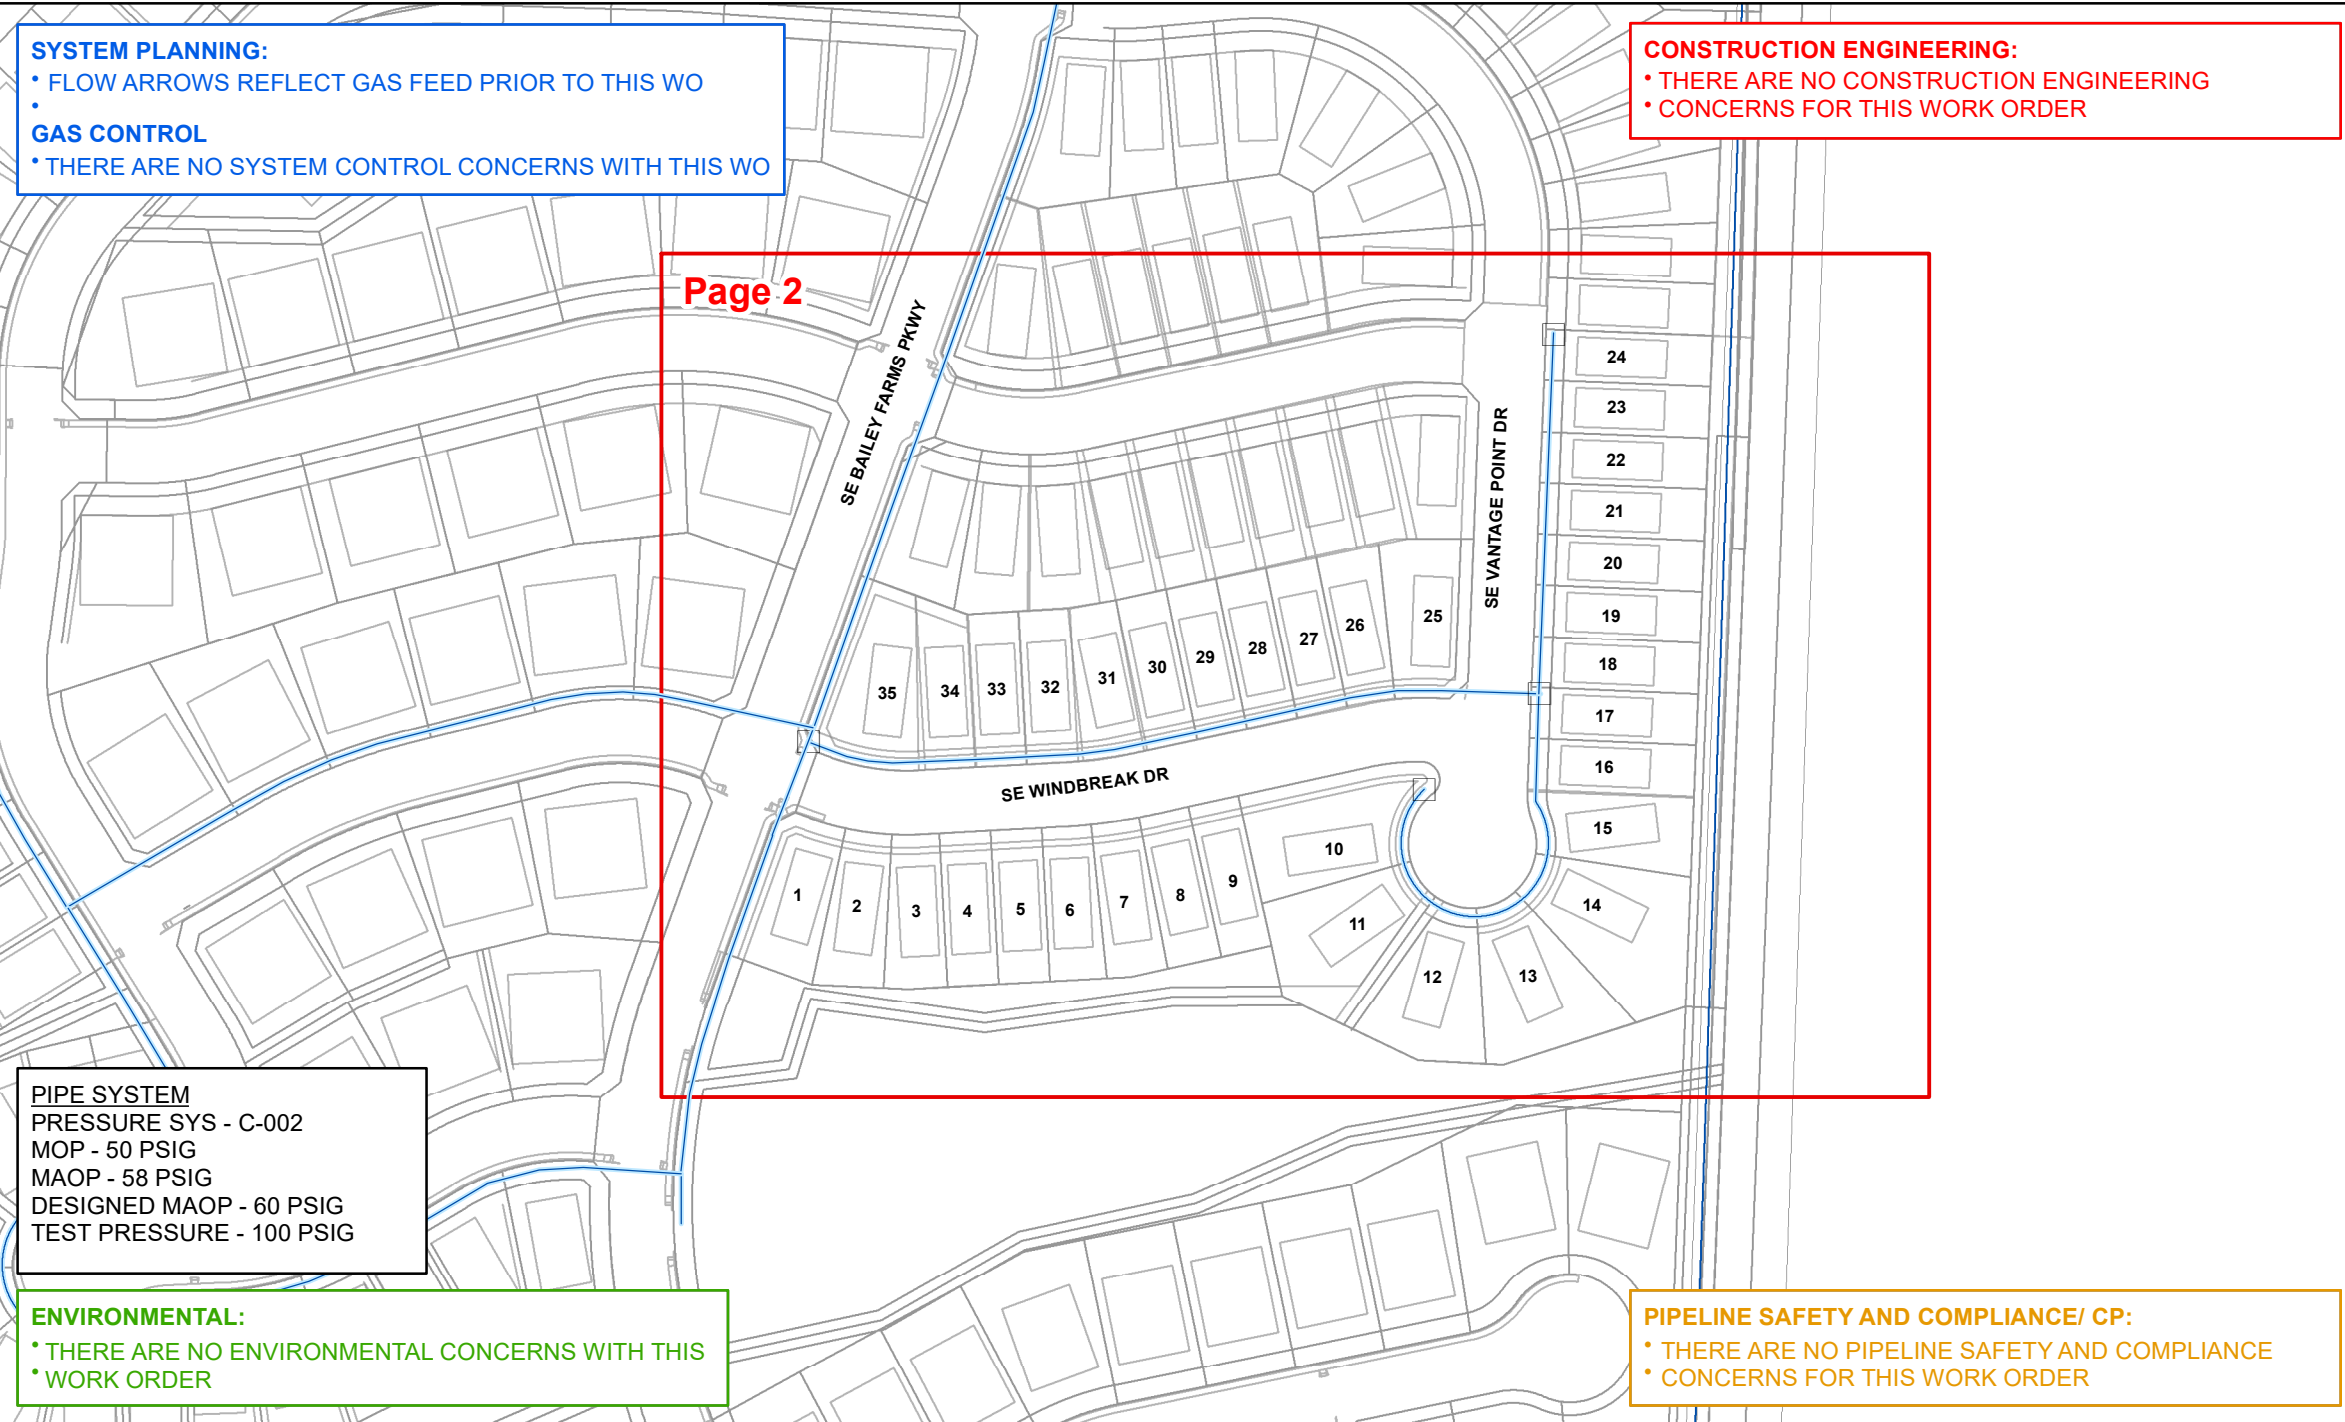 SYSTEM PLANNING:
• FLOW ARROWS REFLECT GAS FEED PRIOR TO THIS WO
•
GAS CONTROL
• THERE ARE NO SYSTEM CONTROL CONCERNS WITH THIS WO
CONSTRUCTION ENGINEERING:
• THERE ARE NO CONSTRUCTION ENGINEERING
• CONCERNS FOR THIS WORK ORDER
Page 2
SE BAILEY FARMS PKWY
SE VANTAGE POINT DR
24
23
22
21
20
19
18
17
16
15
14
13
12
11
10
25
26
27
28
29
30
31
32
33
34
35
SE WINDBREAK DR
1
2
3
4
5
6
7
8
9
PIPE SYSTEM
PRESSURE SYS - C-002
MOP - 50 PSIG
MAOP - 58 PSIG
DESIGNED MAOP - 60 PSIG
TEST PRESSURE - 100 PSIG
ENVIRONMENTAL:
• THERE ARE NO ENVIRONMENTAL CONCERNS WITH THIS
• WORK ORDER
PIPELINE SAFETY AND COMPLIANCE/ CP:
• THERE ARE NO PIPELINE SAFETY AND COMPLIANCE
• CONCERNS FOR THIS WORK ORDER